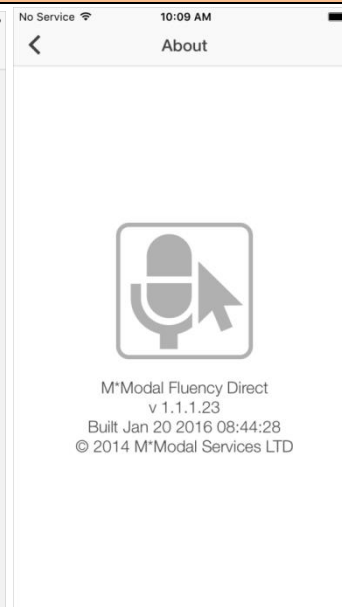 No Service 10:09 AM
About
M*Modal Fluency Direct
v 1.1.1.23
Built Jan 20 2016 08:44:28
© 2014 M*Modal Services LTD